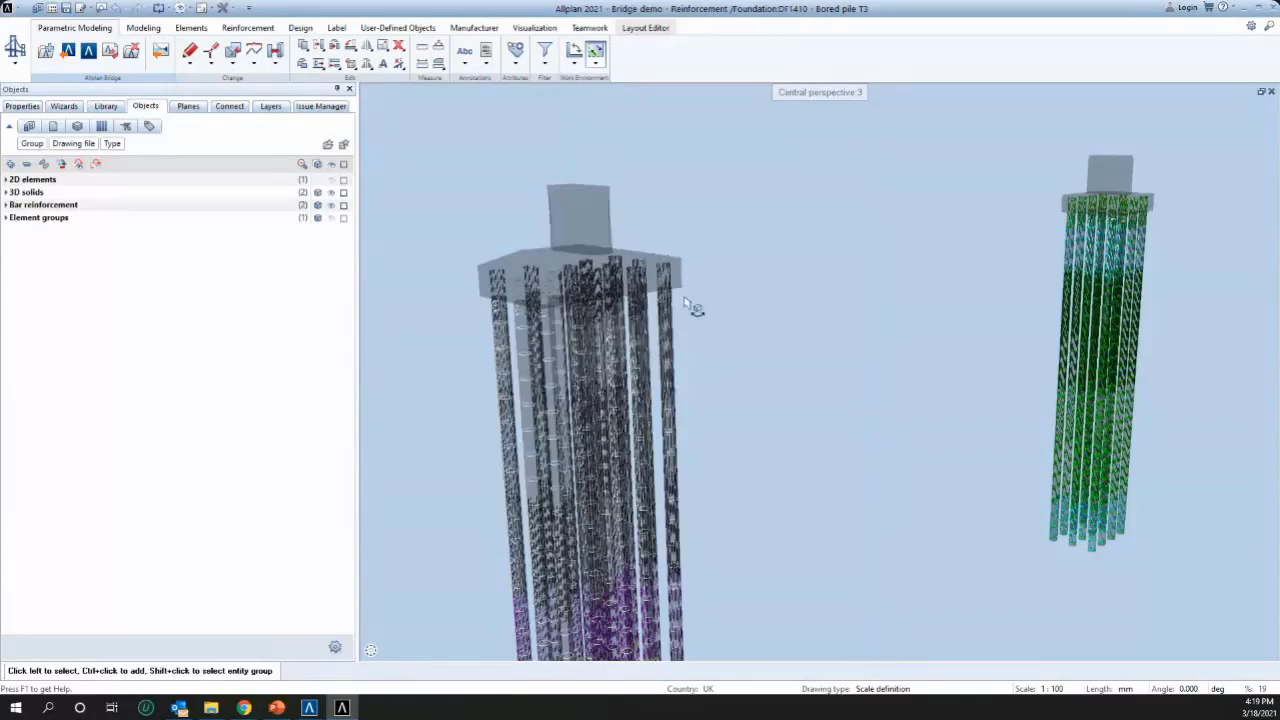 Allplan 2021 - Bridge demo - Reinforcement /Foundation:DF1410 - Bored pile T3
Login
Parametric Modeling Modeling Elements Reinforcement Design Label User-Defined Objects Manufacturer Visualization Teamwork Layout Editor
Abc
Allplan Bridge Change Edit Measure Annotations Attributes Filter Work Environment
Objects
Central perspective:3
Properties Wizards Library Objects Planes Connect Layers Issue Manager
Group Drawing file Type
2D elements (1)
3D solids (2)
Bar reinforcement (2)
Element groups (1)
Click left to select, Ctrl+click to add, Shift+click to select entity group
Press F1 to get Help. Country: UK Drawing type: Scale definition Scale: 1 : 100 Length: mm Angle: 0.000 deg % 19
4:19 PM
3/18/2021